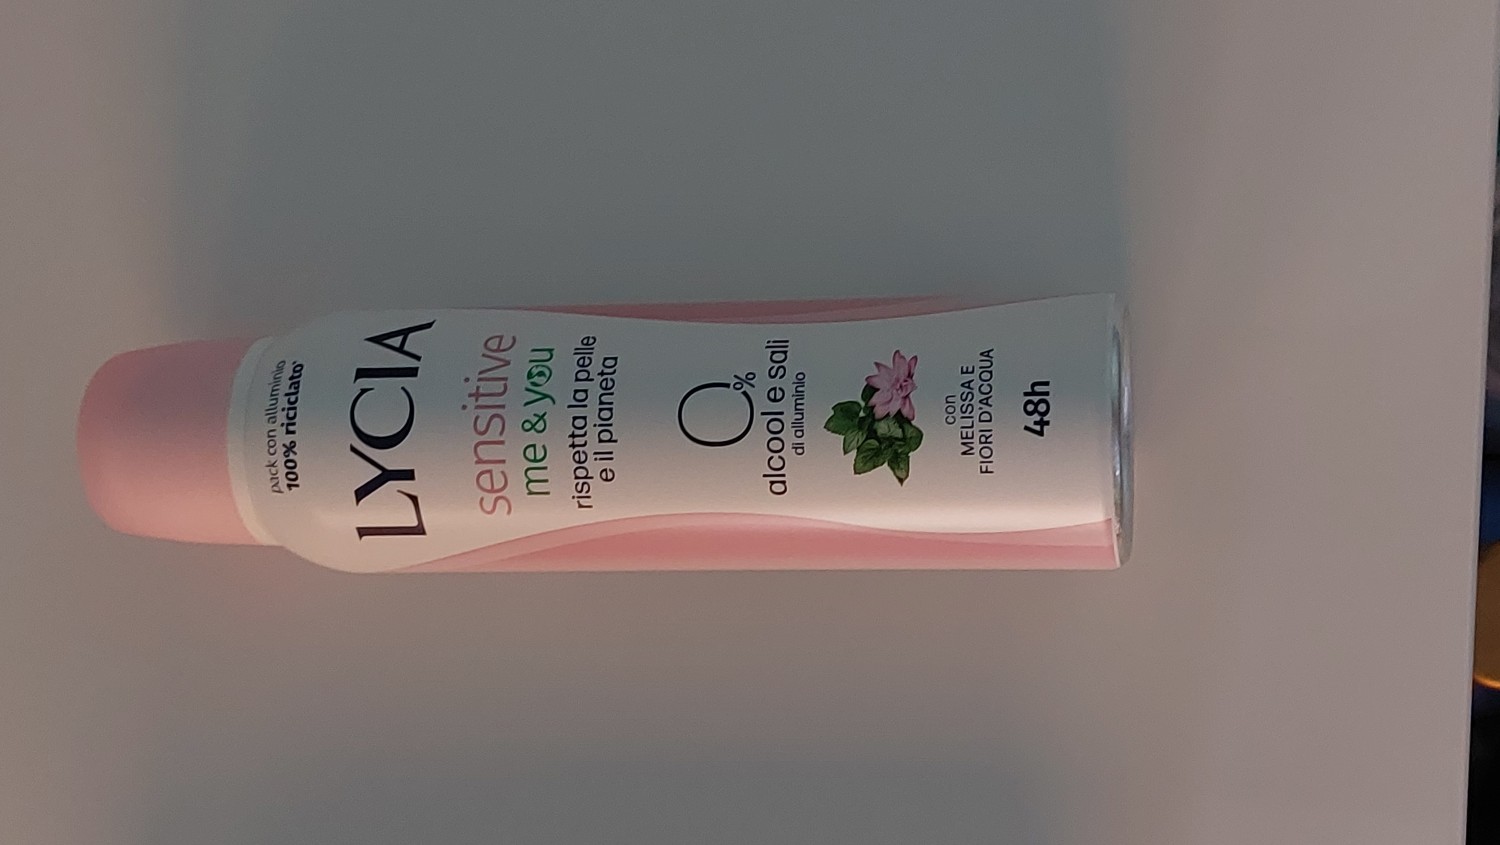 pack con alluminio
100% riciclato*
LYCIA
sensitive
me & you
rispetta la pelle
e il pianeta
0%
alcool e sali
di alluminio
con
MELISSA E
FIORI D'ACQUA
48h